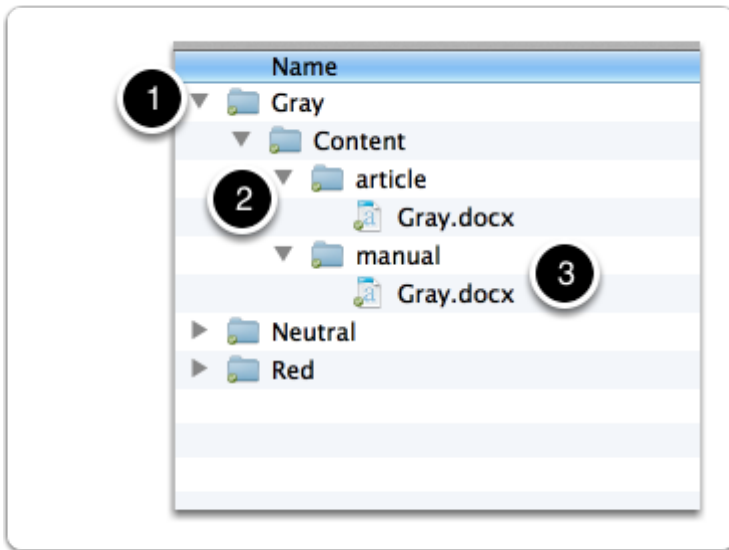 Name
1 Gray
Content
2 article
Gray.docx
manual
3
Gray.docx
Neutral
Red